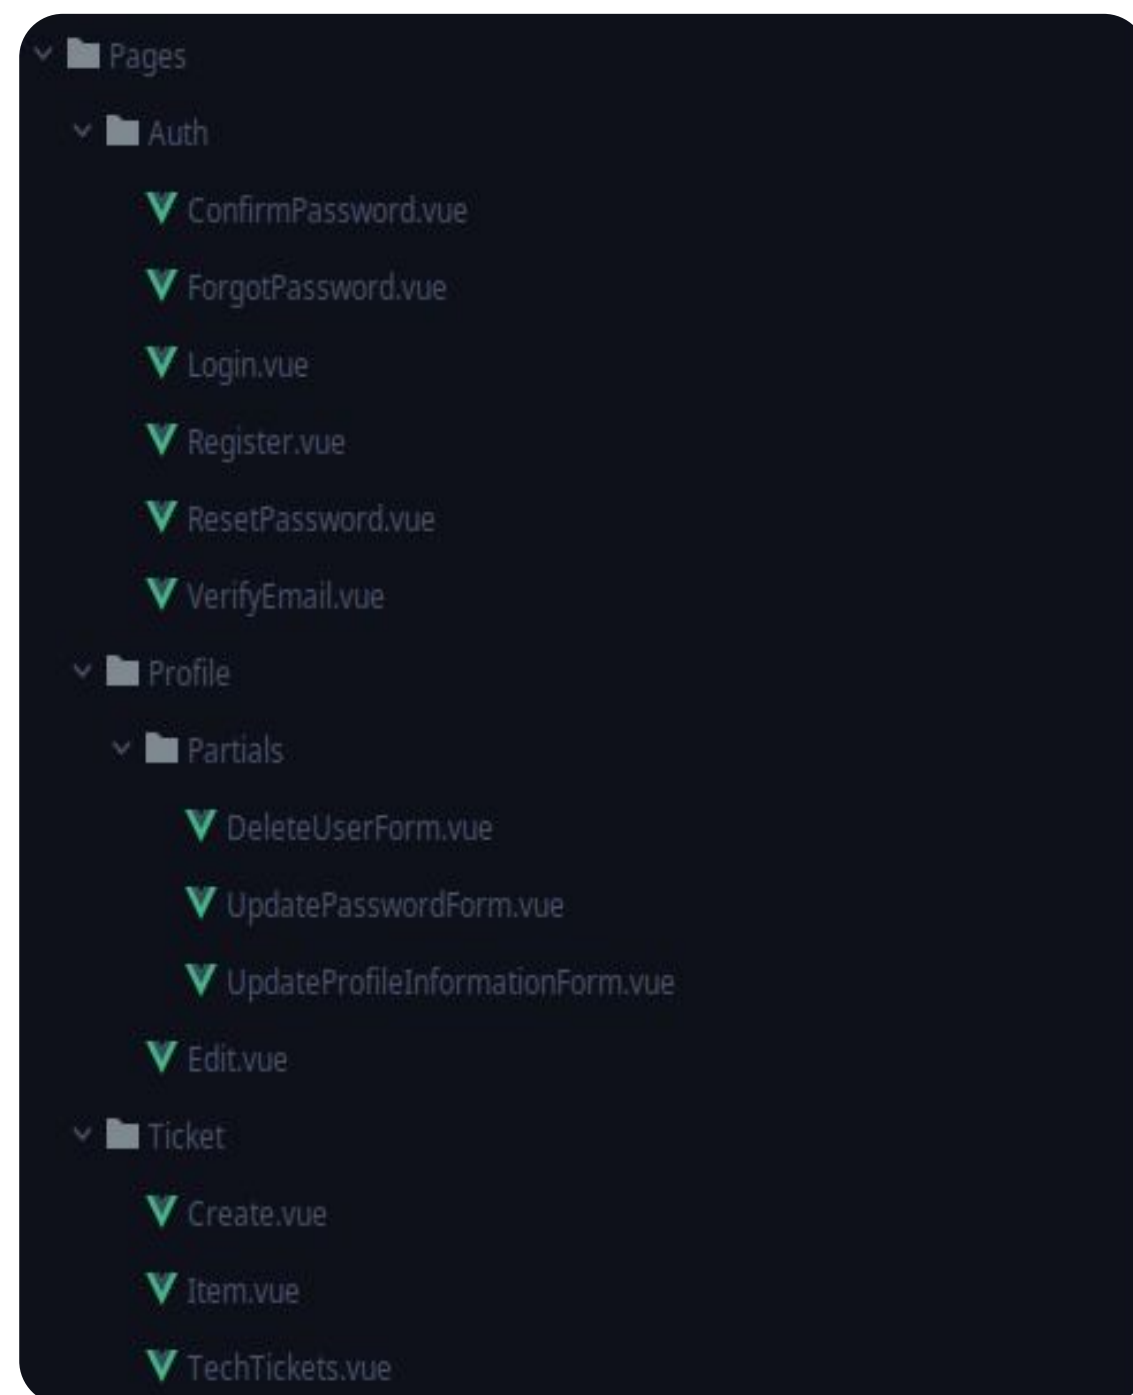 Pages
Auth
ConfirmPassword.vue
ForgotPassword.vue
Login.vue
Register.vue
ResetPassword.vue
VerifyEmail.vue
Profile
Partials
DeleteUserForm.vue
UpdatePasswordForm.vue
UpdateProfileInformationForm.vue
Edit.vue
Ticket
Create.vue
Item.vue
TechTickets.vue